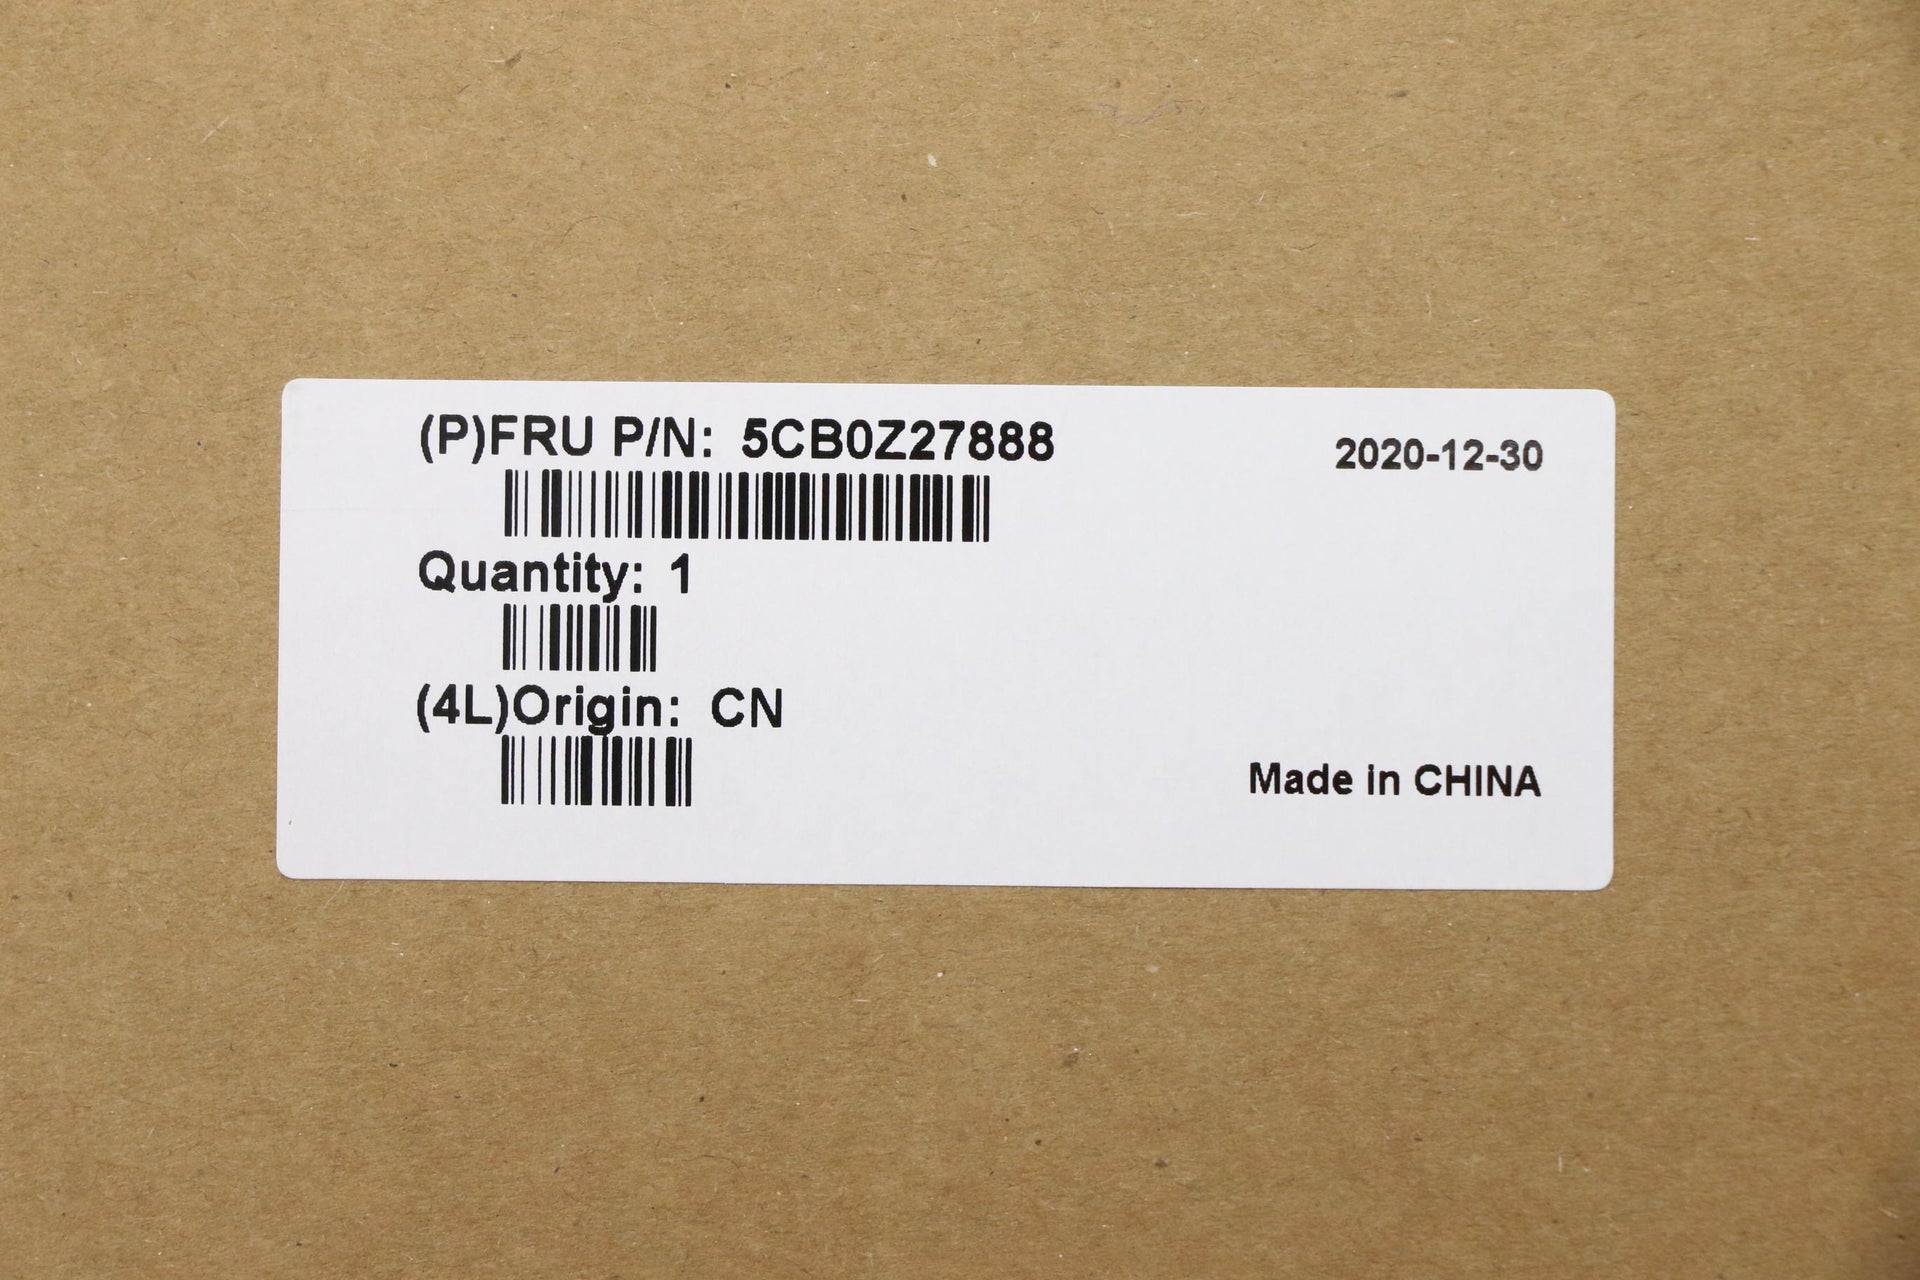 (P)FRU P/N: 5CB0Z27888
2020-12-30
Quantity: 1
(4L)Origin: CN
Made in CHINA